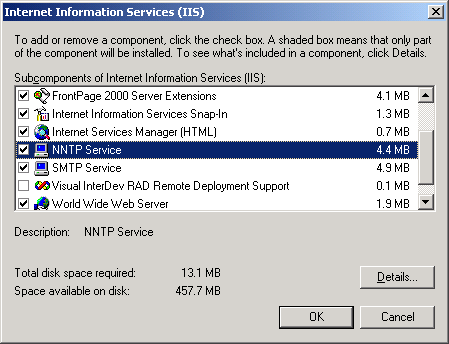 Internet Information Services (IIS)
To add or remove a component, click the check box. A shaded box means that only part
of the component will be installed. To see what's included in a component, click Details.
Subcomponents of Internet Information Services (IIS):
FrontPage 2000 Server Extensions 4.1 MB
Internet Information Services Snap-In 1.3 MB
Internet Services Manager (HTML) 0.7 MB
NNTP Service 4.4 MB
SMTP Service 4.9 MB
Visual InterDev RAD Remote Deployment Support 0.1 MB
World Wide Web Server 1.9 MB
Description: NNTP Service
Total disk space required: 13.1 MB
Space available on disk: 457.7 MB
Details...
OK Cancel